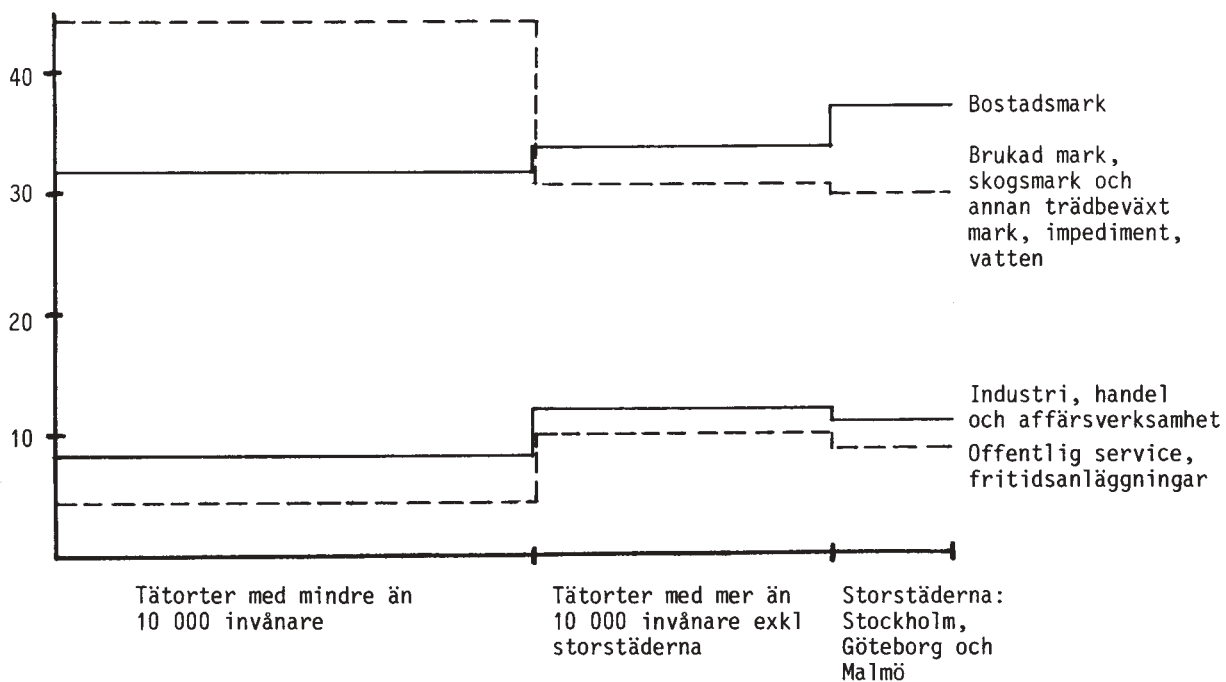 40
30
20
10
Bostadsmark
Brukad mark,
skogsmark och
annan trädbeväxt
mark, impediment,
vatten
Industri, handel
och affärsverksamhet
Offentlig service,
fritidsanläggningar
Tätorter med mindre än
10 000 invånare
Tätorter med mer än
10 000 invånare exkl
storstäderna
Storstäderna:
Stockholm,
Göteborg och
Malmö